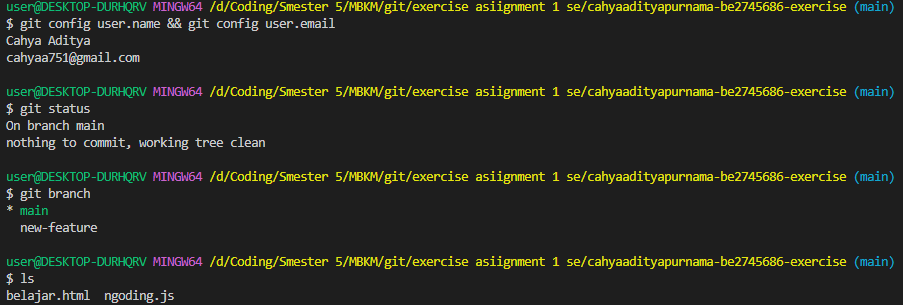 user@DESKTOP-DURHQRV MINGW64 /d/Coding/Smester 5/MBKM/git/exercise asiignment 1 se/cahyaadityapurnama-be2745686-exercise (main)
$ git config user.name && git config user.email
Cahya Aditya
cahyaa751@gmail.com
user@DESKTOP-DURHQRV MINGW64 /d/Coding/Smester 5/MBKM/git/exercise asiignment 1 se/cahyaadityapurnama-be2745686-exercise (main)
$ git status
On branch main
nothing to commit, working tree clean
user@DESKTOP-DURHQRV MINGW64 /d/Coding/Smester 5/MBKM/git/exercise asiignment 1 se/cahyaadityapurnama-be2745686-exercise (main)
$ git branch
* main
  new-feature
user@DESKTOP-DURHQRV MINGW64 /d/Coding/Smester 5/MBKM/git/exercise asiignment 1 se/cahyaadityapurnama-be2745686-exercise (main)
$ ls
belajar.html  ngoding.js